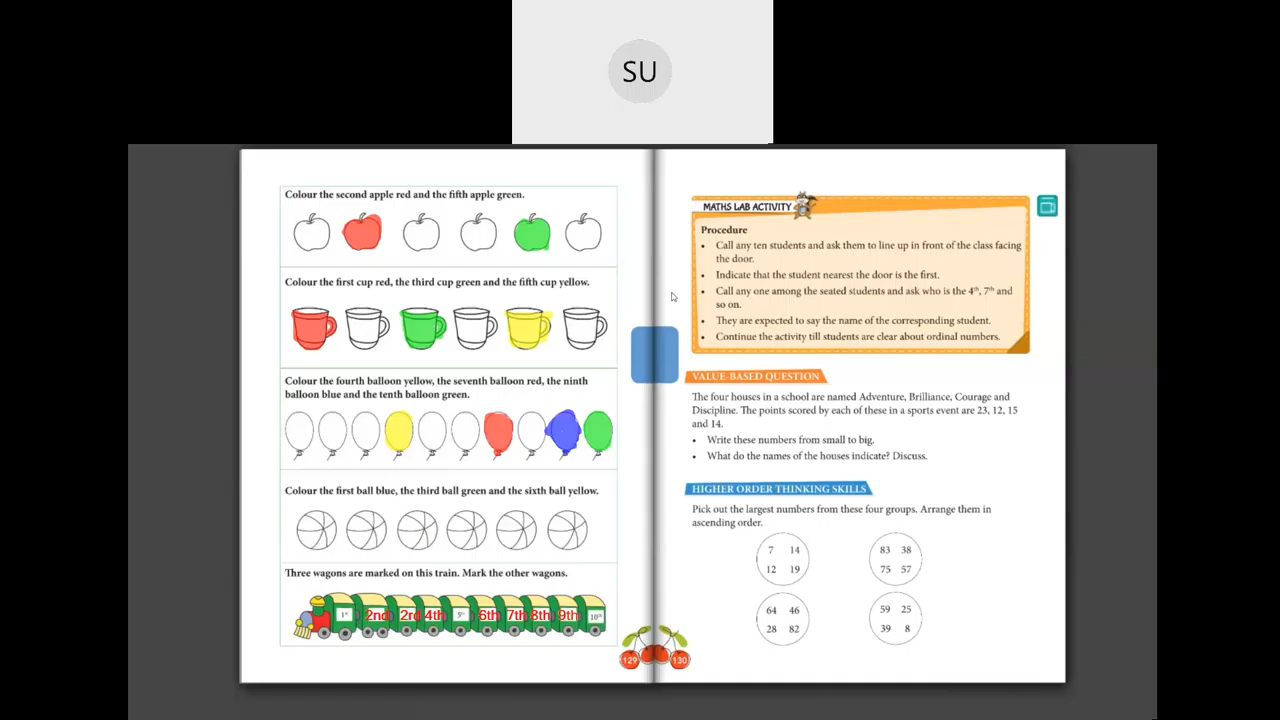 SU
Colour the second apple red and the fifth apple green.
Colour the first cup red, the third cup green and the fifth cup yellow.
Colour the fourth balloon yellow, the seventh balloon red, the ninth
balloon blue and the tenth balloon green.
Colour the first ball blue, the third ball green and the sixth ball yellow.
Three wagons are marked on this train. Mark the other wagons.
1st 2nd 2rd 4th 5th 6th 7th 8th 9th 10th
129
MATHS LAB ACTIVITY
Procedure
• Call any ten students and ask them to line up in front of the class facing
the door.
• Indicate that the student nearest the door is the first.
• Call any one among the seated students and ask who is the 4th, 7th and
so on.
• They are expected to say the name of the corresponding student.
• Continue the activity till students are clear about ordinal numbers.
VALUE-BASED QUESTION
The four houses in a school are named Adventure, Brilliance, Courage and
Discipline. The points scored by each of these in a sports event are 23, 12, 15
and 14.
• Write these numbers from small to big.
• What do the names of the houses indicate? Discuss.
HIGHER ORDER THINKING SKILLS
Pick out the largest numbers from these four groups. Arrange them in
ascending order.
7 14
12 19
83 38
75 57
64 46
28 82
59 25
39 8
130